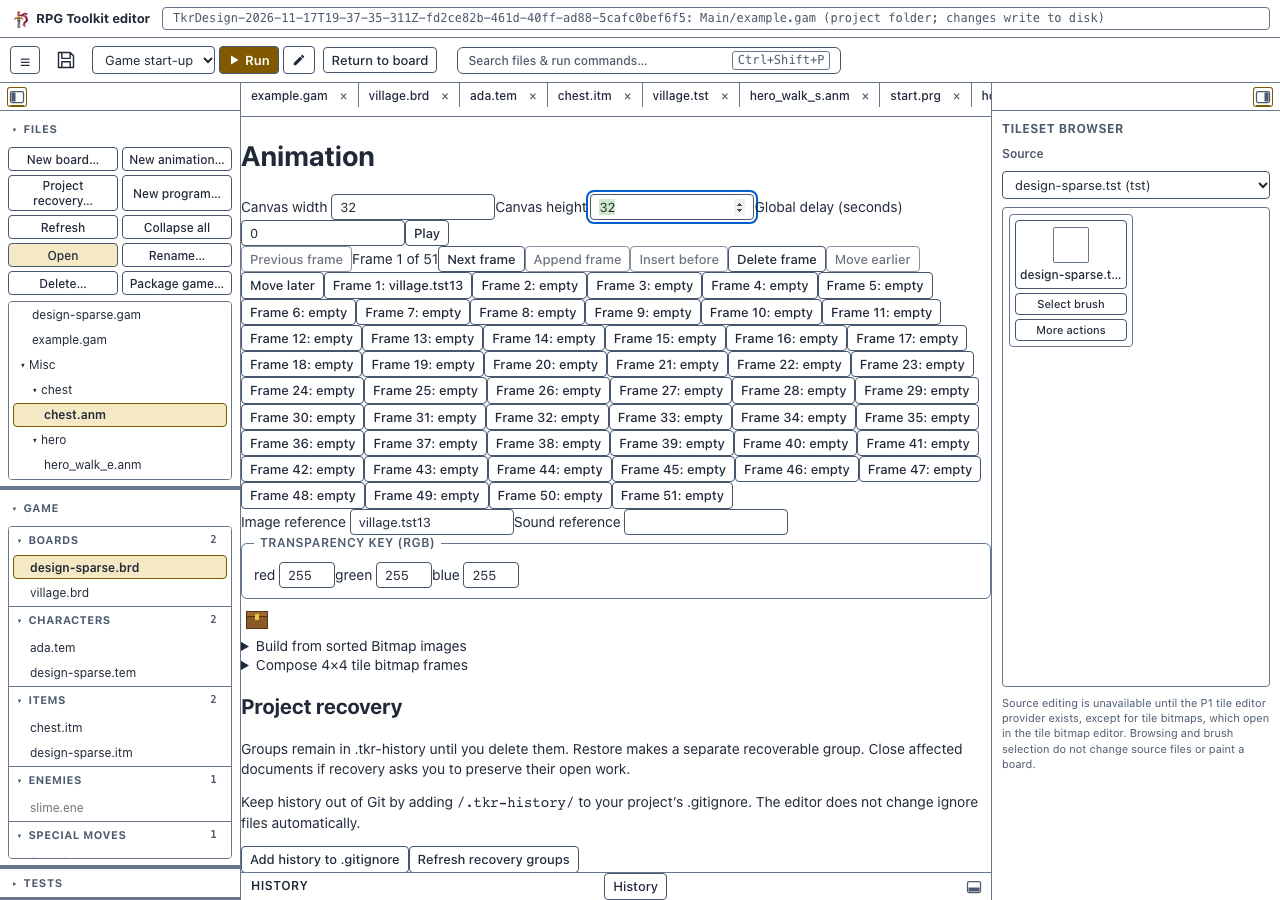 RPG Toolkit editor
TkrDesign-2026-11-17T19-37-35-311Z-fd2ce82b-461d-40ff-ad88-5cafc0bef6f5: Main/example.gam (project folder; changes write to disk)
Game start-up
Run
Return to board
Search files & run commands...
Ctrl+Shift+P
FILES
New board...
New animation...
Project recovery...
New program...
Refresh
Collapse all
Open
Rename...
Delete...
Package game...
design-sparse.gam
example.gam
Misc
chest
chest.anm
hero
hero_walk_e.anm
GAME
BOARDS 2
design-sparse.brd
village.brd
CHARACTERS 2
ada.tem
design-sparse.tem
ITEMS 2
chest.itm
design-sparse.itm
ENEMIES 1
slime.ene
SPECIAL MOVES 1
TESTS
example.gam ×
village.brd ×
ada.tem ×
chest.itm ×
village.tst ×
hero_walk_s.anm ×
start.prg ×
Animation
Canvas width 32 Canvas height 32 Global delay (seconds)
0 Play
Previous frame Frame 1 of 51 Next frame Append frame Insert before Delete frame Move earlier
Move later Frame 1: village.tst13 Frame 2: empty Frame 3: empty Frame 4: empty Frame 5: empty
Frame 6: empty Frame 7: empty Frame 8: empty Frame 9: empty Frame 10: empty Frame 11: empty
Frame 12: empty Frame 13: empty Frame 14: empty Frame 15: empty Frame 16: empty Frame 17: empty
Frame 18: empty Frame 19: empty Frame 20: empty Frame 21: empty Frame 22: empty Frame 23: empty
Frame 24: empty Frame 25: empty Frame 26: empty Frame 27: empty Frame 28: empty Frame 29: empty
Frame 30: empty Frame 31: empty Frame 32: empty Frame 33: empty Frame 34: empty Frame 35: empty
Frame 36: empty Frame 37: empty Frame 38: empty Frame 39: empty Frame 40: empty Frame 41: empty
Frame 42: empty Frame 43: empty Frame 44: empty Frame 45: empty Frame 46: empty Frame 47: empty
Frame 48: empty Frame 49: empty Frame 50: empty Frame 51: empty
Image reference village.tst13 Sound reference
TRANSPARENCY KEY (RGB)
red 255 green 255 blue 255
Build from sorted Bitmap images
Compose 4×4 tile bitmap frames
Project recovery
Groups remain in .tkr-history until you delete them. Restore makes a separate recoverable group. Close affected
documents if recovery asks you to preserve their open work.
Keep history out of Git by adding /.tkr-history/ to your project's .gitignore. The editor does not change ignore
files automatically.
Add history to .gitignore Refresh recovery groups
HISTORY
History
TILESET BROWSER
Source
design-sparse.tst (tst)
design-sparse.t...
Select brush
More actions
Source editing is unavailable until the P1 tile editor
provider exists, except for tile bitmaps, which open
in the tile bitmap editor. Browsing and brush
selection do not change source files or paint a
board.